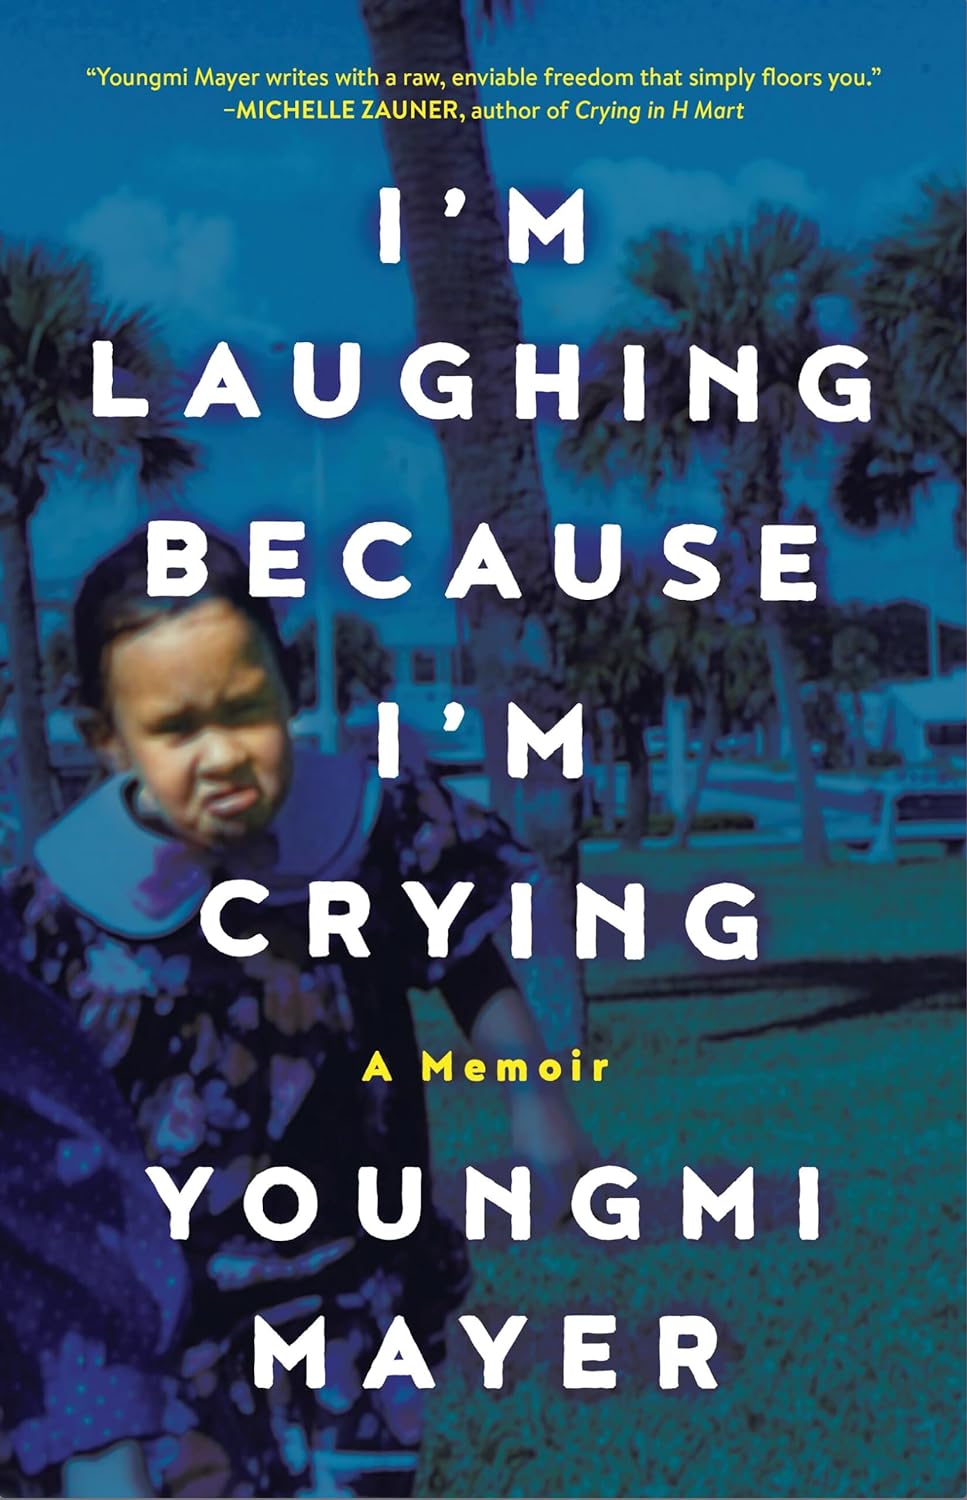 “Youngmi Mayer writes with a raw, enviable freedom that simply floors you.”
–MICHELLE ZAUNER, author of Crying in H Mart
I’M
LAUGHING
BECAUSE
I’M
CRYING
A Memoir
YOUNGMI
MAYER